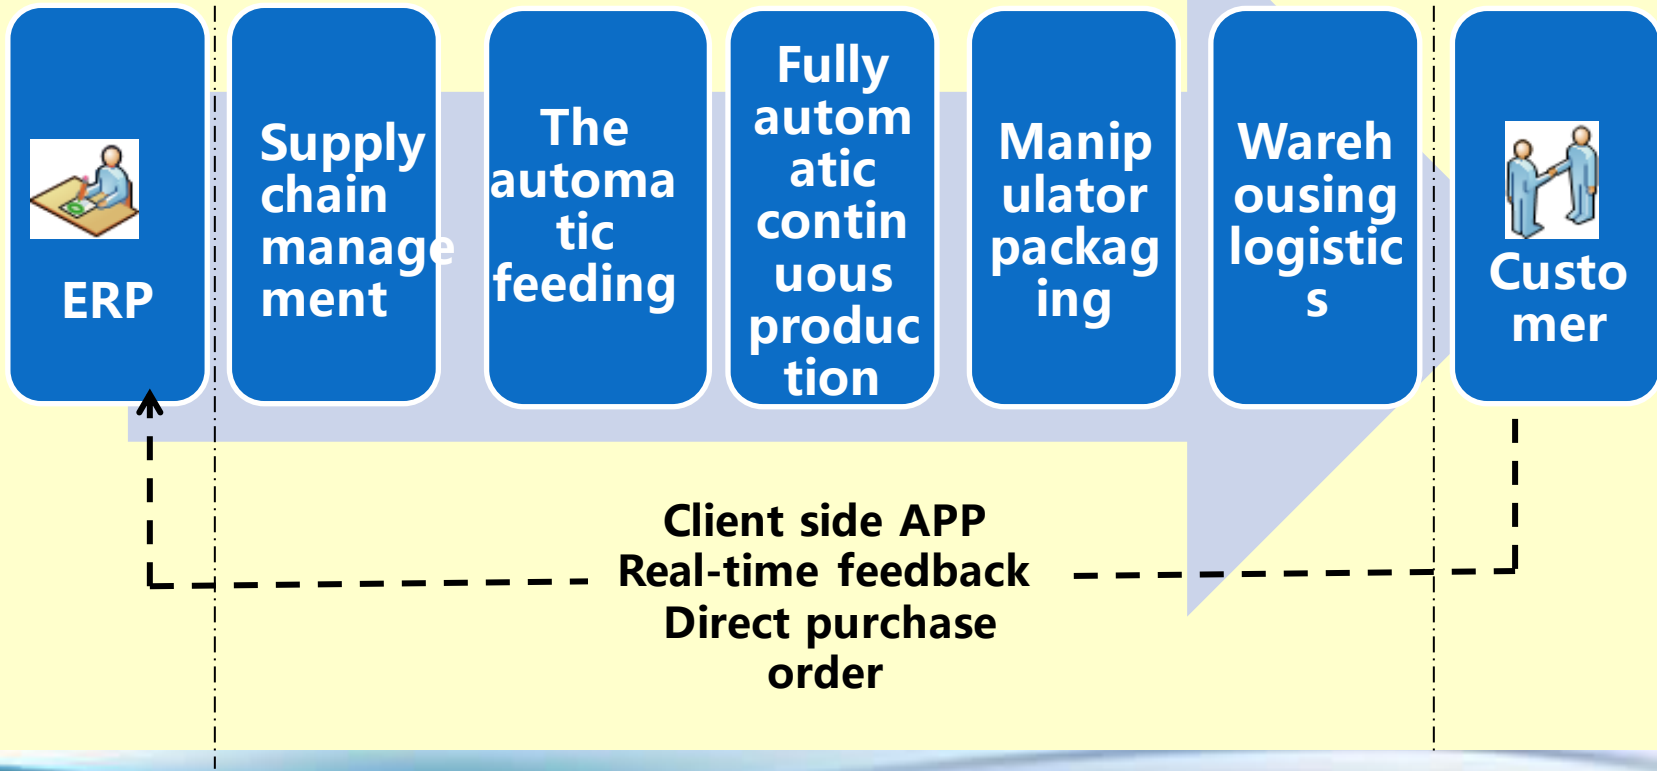 ERP
Supply
chain
manage
ment
The
automa
tic
feeding
Fully
autom
atic
contin
uous
produc
tion
Manip
ulator
packag
ing
Wareh
ousing
logistic
s
Custo
mer
Client side APP
Real-time feedback
Direct purchase
order